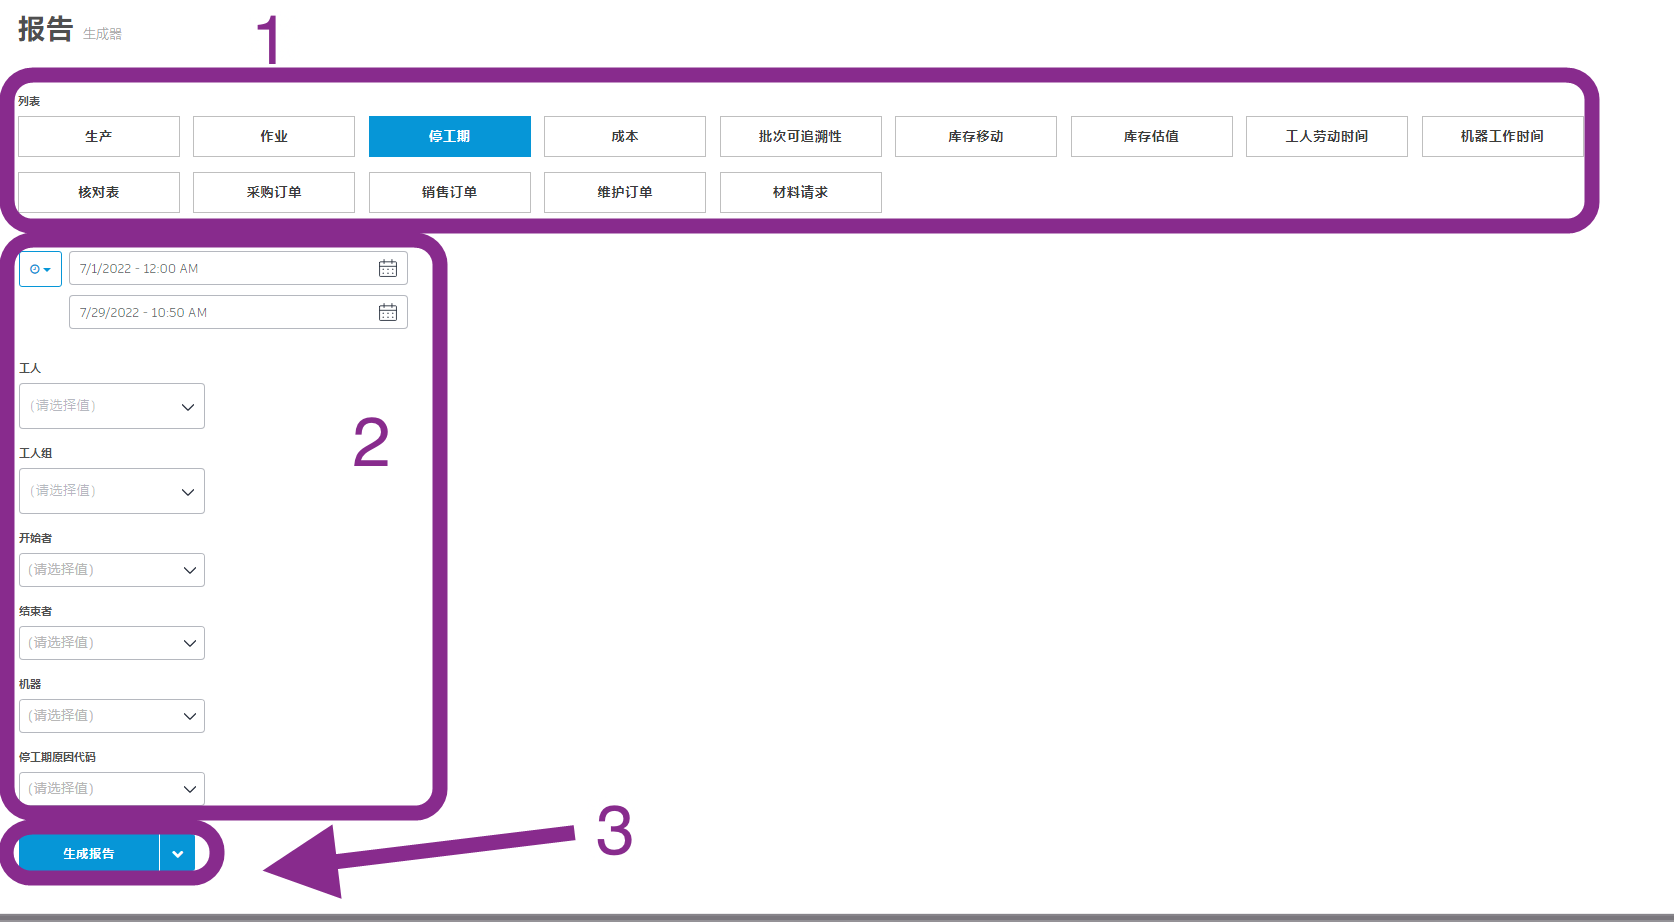 报告 生成器
1
列表
生产 作业 停工期 成本 批次可追溯性 库存移动 库存估值 工人劳动时间 机器工作时间
核对表 采购订单 销售订单 维护订单 材料请求
7/1/2022 - 12:00 AM
7/29/2022 - 10:50 AM
工人
(请选择值)
2
工人组
(请选择值)
开始者
(请选择值)
结束者
(请选择值)
机器
(请选择值)
停工期原因代码
(请选择值)
3
生成报告